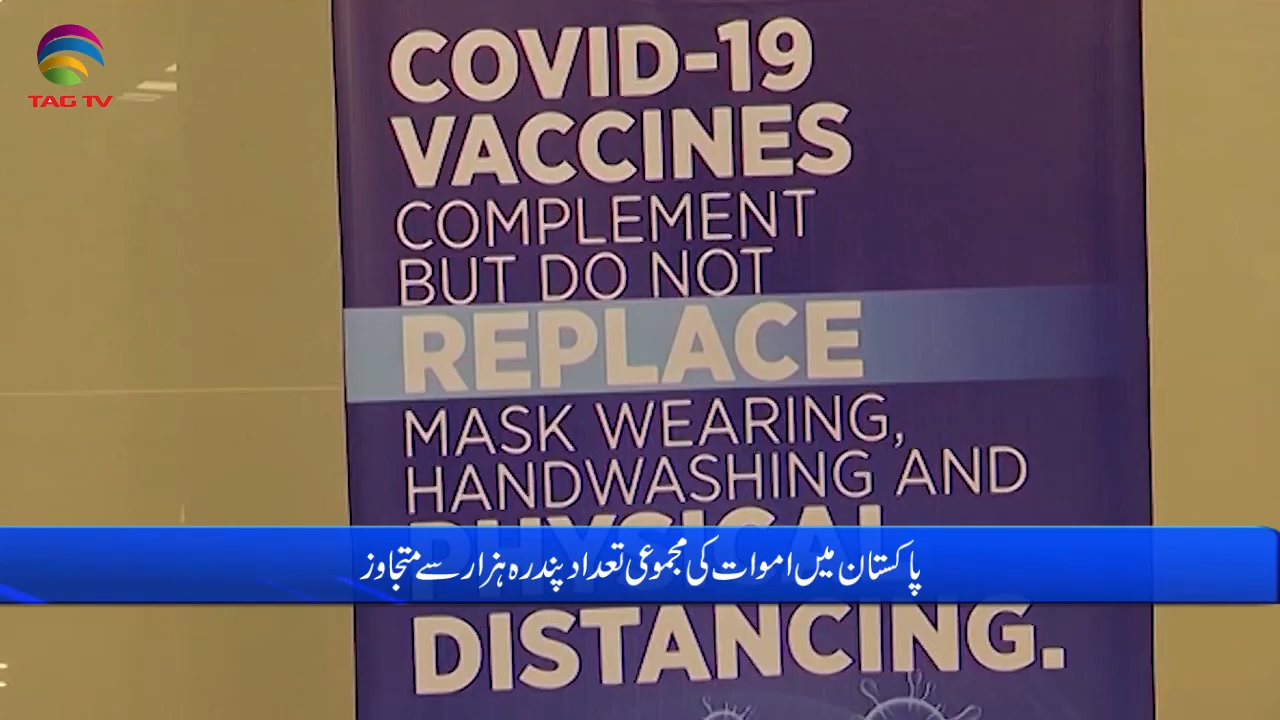 TAG TV
COVID-19
VACCINES
COMPLEMENT
BUT DO NOT
REPLACE
MASK WEARING,
HANDWASHING AND
PHYSICAL
پاکستان میں اموات کی مجموعی تعداد پندرہ ہزار سے متجاوز
DISTANCING.